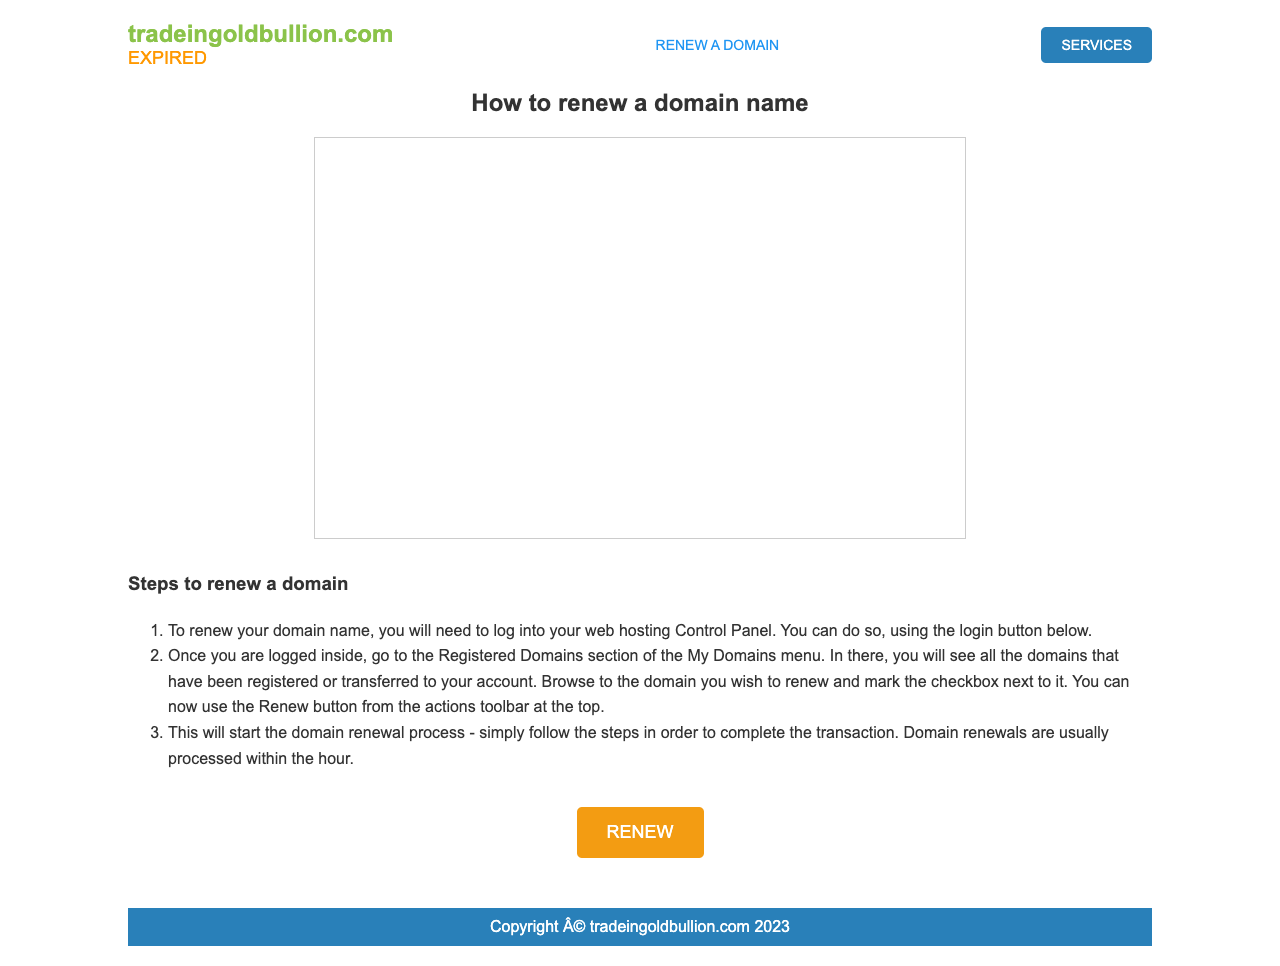 tradeingoldbullion.com
EXPIRED
RENEW A DOMAIN
SERVICES
How to renew a domain name
Steps to renew a domain
1. To renew your domain name, you will need to log into your web hosting Control Panel. You can do so, using the login button below.
2. Once you are logged inside, go to the Registered Domains section of the My Domains menu. In there, you will see all the domains that
have been registered or transferred to your account. Browse to the domain you wish to renew and mark the checkbox next to it. You can
now use the Renew button from the actions toolbar at the top.
3. This will start the domain renewal process - simply follow the steps in order to complete the transaction. Domain renewals are usually
processed within the hour.
RENEW
Copyright Â© tradeingoldbullion.com 2023